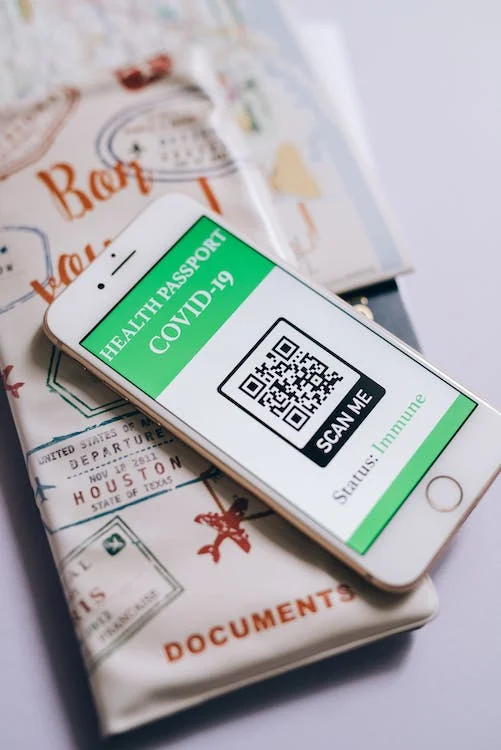 Bon
HEALTH PASSPORT
COVID-19
SCAN ME
Status: Immune
UNITED STATES OF
DEPARTURE
NOV 18 2011
HOUSTON
STATE OF TEXAS
DOCUMENTS